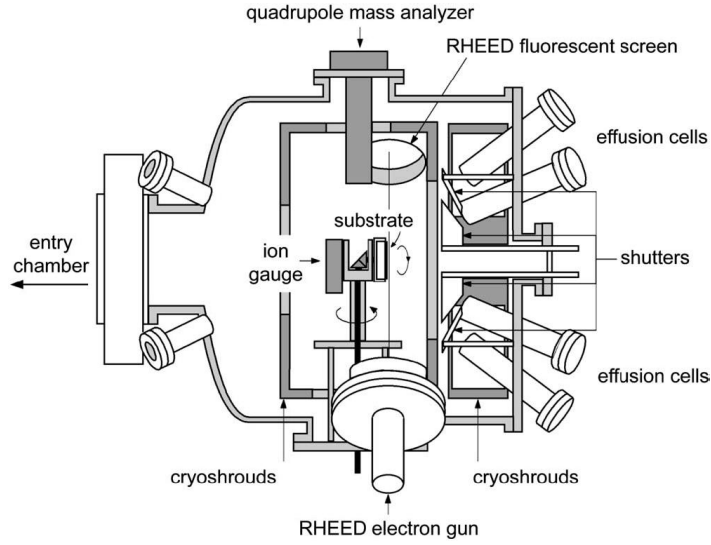 quadrupole mass analyzer
RHEED fluorescent screen
effusion cells
substrate
ion
gauge
entry
chamber
shutters
effusion cells
cryoshrouds
cryoshrouds
RHEED electron gun